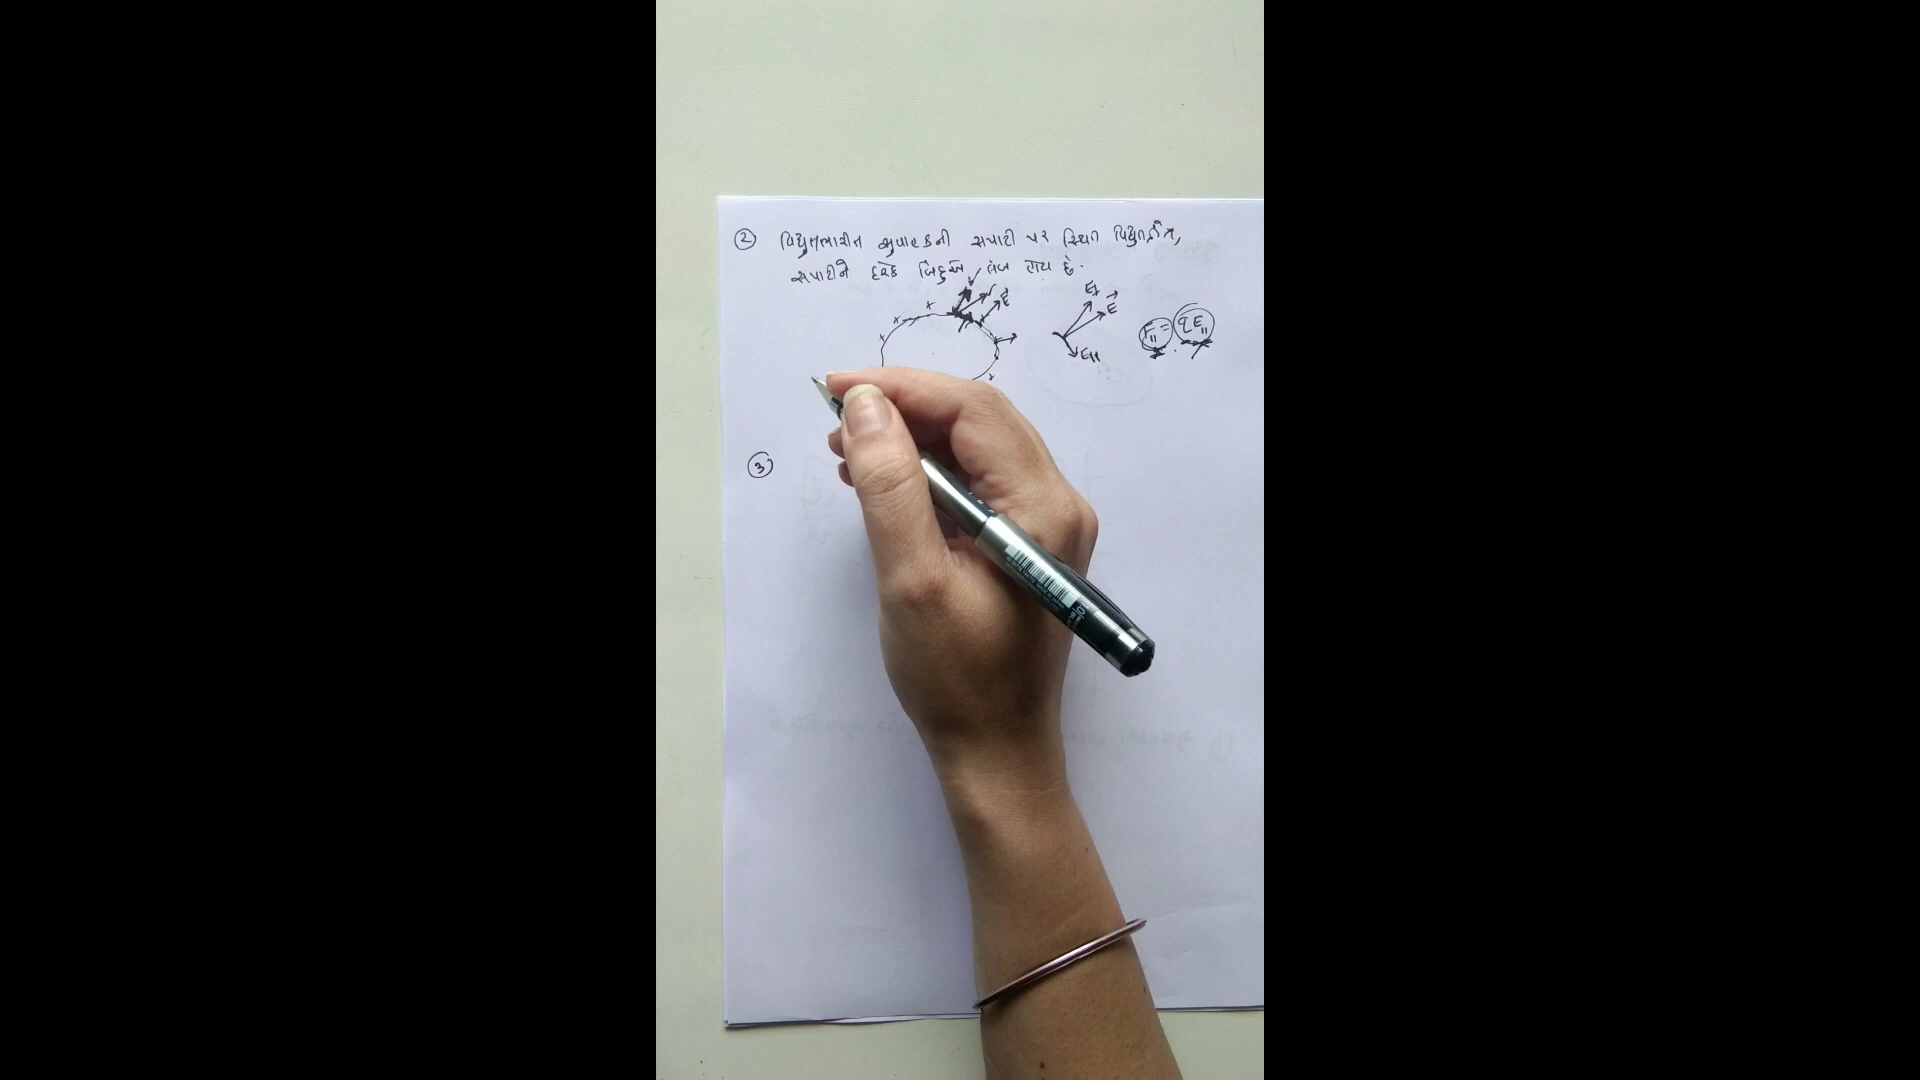 ② વિદ્યુતભારીત સુવાહકની સપાટી પર સ્થિત વિદ્યુતક્ષેત્ર,
સપાટીને દરેક બિંદુએ લંબ હોય છે.
E⃗
E⊥
E⃗
E||
F|| = qE||
③